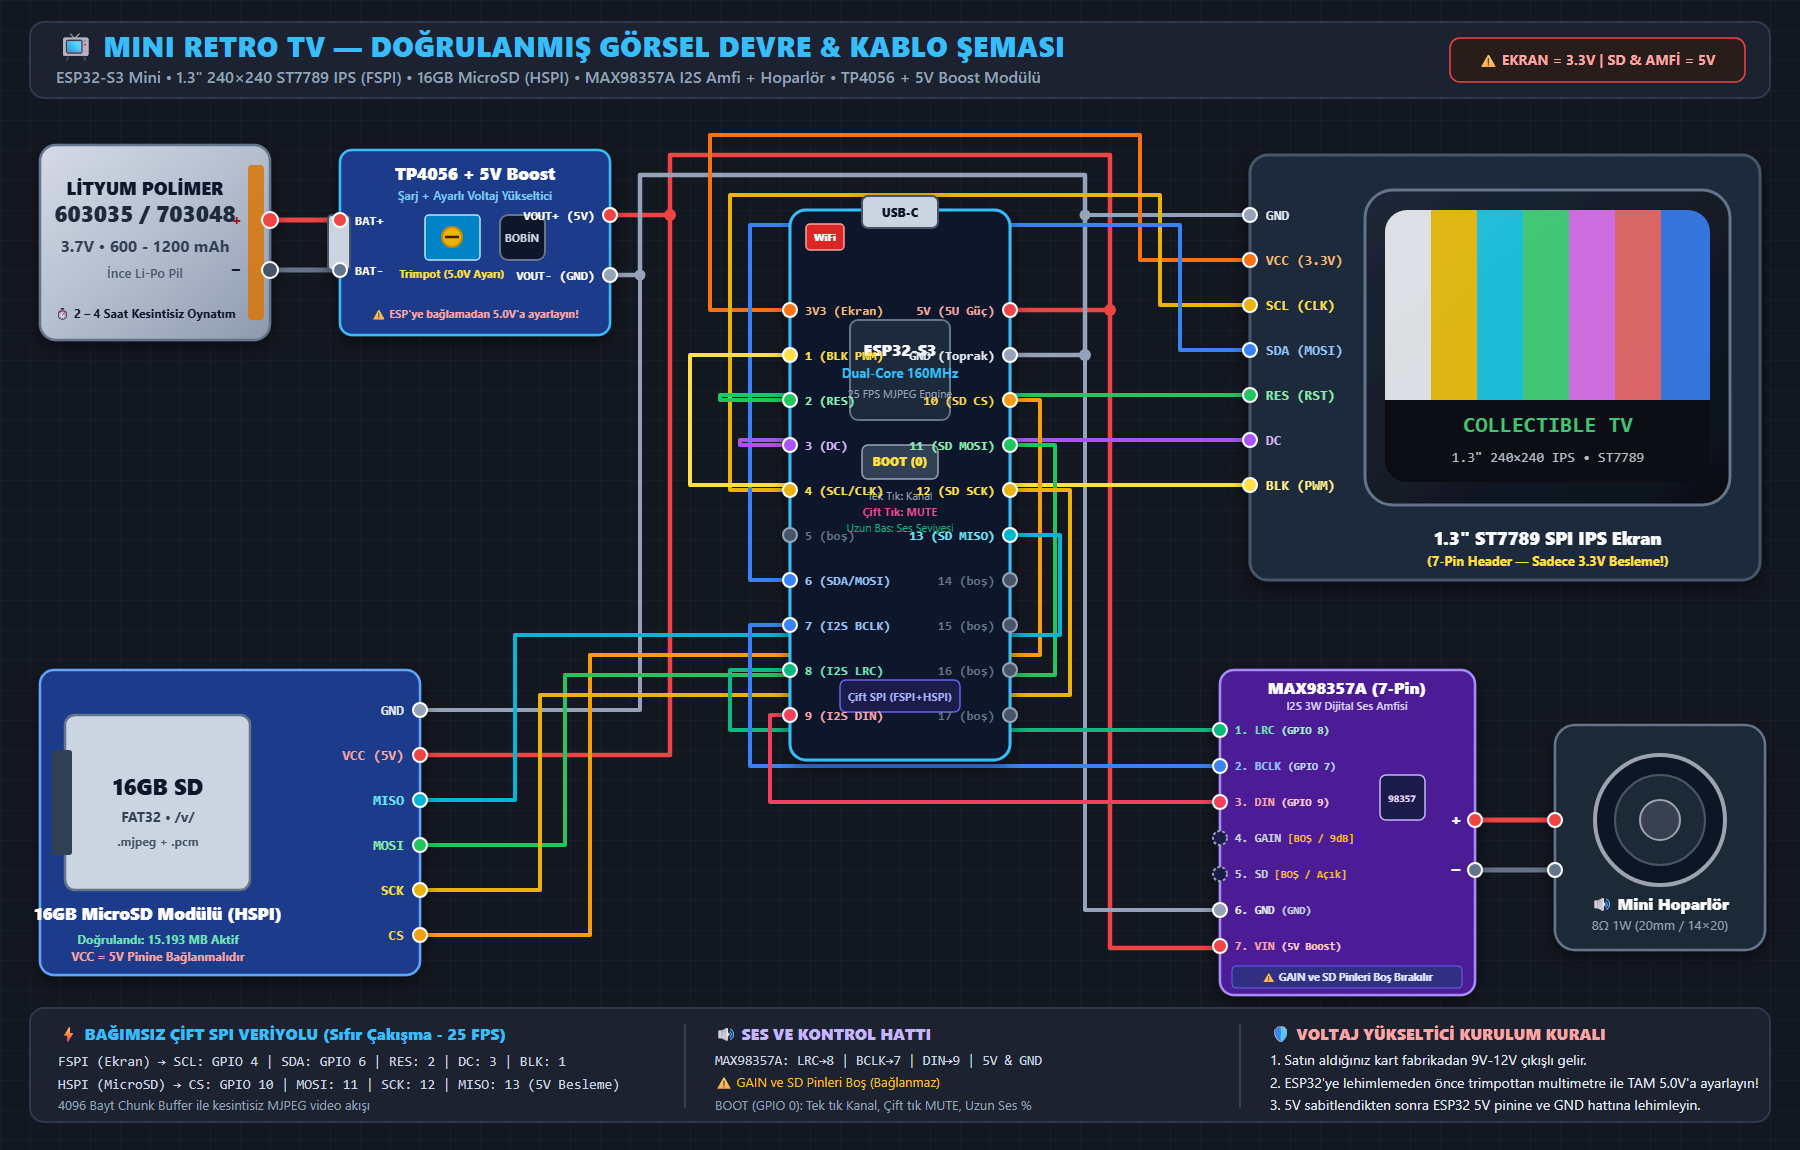 📺 MINI RETRO TV — DOĞRULANMIŞ GÖRSEL DEVRE & KABLO ŞEMASI
ESP32-S3 Mini • 1.3" 240×240 ST7789 IPS (FSPI) • 16GB MicroSD (HSPI) • MAX98357A I2S Amfi + Hoparlör • TP4056 + 5V Boost Modülü
⚠ EKRAN = 3.3V | SD & AMFİ = 5V
LİTYUM POLİMER
603035 / 703048
+
3.7V • 600 - 1200 mAh
İnce Li-Po Pil
−
⏱ 2 – 4 Saat Kesintisiz Oynatım
TP4056 + 5V Boost
Şarj + Ayarlı Voltaj Yükseltici
BAT+
BAT-
BOBİN
VOUT+ (5V)
VOUT- (GND)
Trimpot (5.0V Ayarı)
⚠ ESP'ye bağlamadan 5.0V'a ayarlayın!
USB-C
WiFi
3V3 (Ekran)
5V (5U Güç)
ESP32-S3
1 (BLK PWM)
GND (Toprak)
Dual-Core 160MHz
25 FPS MJPEG Engine
2 (RES)
10 (SD CS)
3 (DC)
11 (SD MOSI)
BOOT (0)
4 (SCL/CLK)
12 (SD SCK)
Tek Tık: Kanal
Çift Tık: MUTE
Uzun Bas: Ses Seviyesi
5 (boş)
13 (SD MISO)
6 (SDA/MOSI)
14 (boş)
7 (I2S BCLK)
15 (boş)
8 (I2S LRC)
16 (boş)
Çift SPI (FSPI+HSPI)
9 (I2S DIN)
17 (boş)
GND
VCC (3.3V)
SCL (CLK)
SDA (MOSI)
RES (RST)
DC
BLK (PWM)
COLLECTIBLE TV
1.3" 240×240 IPS • ST7789
1.3" ST7789 SPI IPS Ekran
(7-Pin Header — Sadece 3.3V Besleme!)
GND
VCC (5V)
MISO
MOSI
SCK
CS
16GB SD
FAT32 • /v/
.mjpeg + .pcm
16GB MicroSD Modülü (HSPI)
Doğrulandı: 15.193 MB Aktif
VCC = 5V Pinine Bağlanmalıdır
MAX98357A (7-Pin)
I2S 3W Dijital Ses Amfisi
1. LRC (GPIO 8)
2. BCLK (GPIO 7)
3. DIN (GPIO 9)
98357
4. GAIN [BOŞ / 9dB]
5. SD [BOŞ / Açık]
6. GND (GND)
7. VIN (5V Boost)
+
−
⚠ GAIN ve SD Pinleri Boş Bırakılır
🔊 Mini Hoparlör
8Ω 1W (20mm / 14×20)
⚡ BAĞIMSIZ ÇİFT SPI VERİYOLU (Sıfır Çakışma - 25 FPS)
FSPI (Ekran) → SCL: GPIO 4 | SDA: GPIO 6 | RES: 2 | DC: 3 | BLK: 1
HSPI (MicroSD) → CS: GPIO 10 | MOSI: 11 | SCK: 12 | MISO: 13 (5V Besleme)
4096 Bayt Chunk Buffer ile kesintisiz MJPEG video akışı
🔊 SES VE KONTROL HATTI
MAX98357A: LRC→8 | BCLK→7 | DIN→9 | 5V & GND
⚠ GAIN ve SD Pinleri Boş (Bağlanmaz)
BOOT (GPIO 0): Tek tık Kanal, Çift tık MUTE, Uzun Ses %
🛡 VOLTAJ YÜKSELTİCİ KURULUM KURALI
1. Satın aldığınız kart fabrikadan 9V-12V çıkışlı gelir.
2. ESP32'ye lehimlemeden önce trimpottan multimetre ile TAM 5.0V'a ayarlayın!
3. 5V sabitlendikten sonra ESP32 5V pinine ve GND hattına lehimleyin.